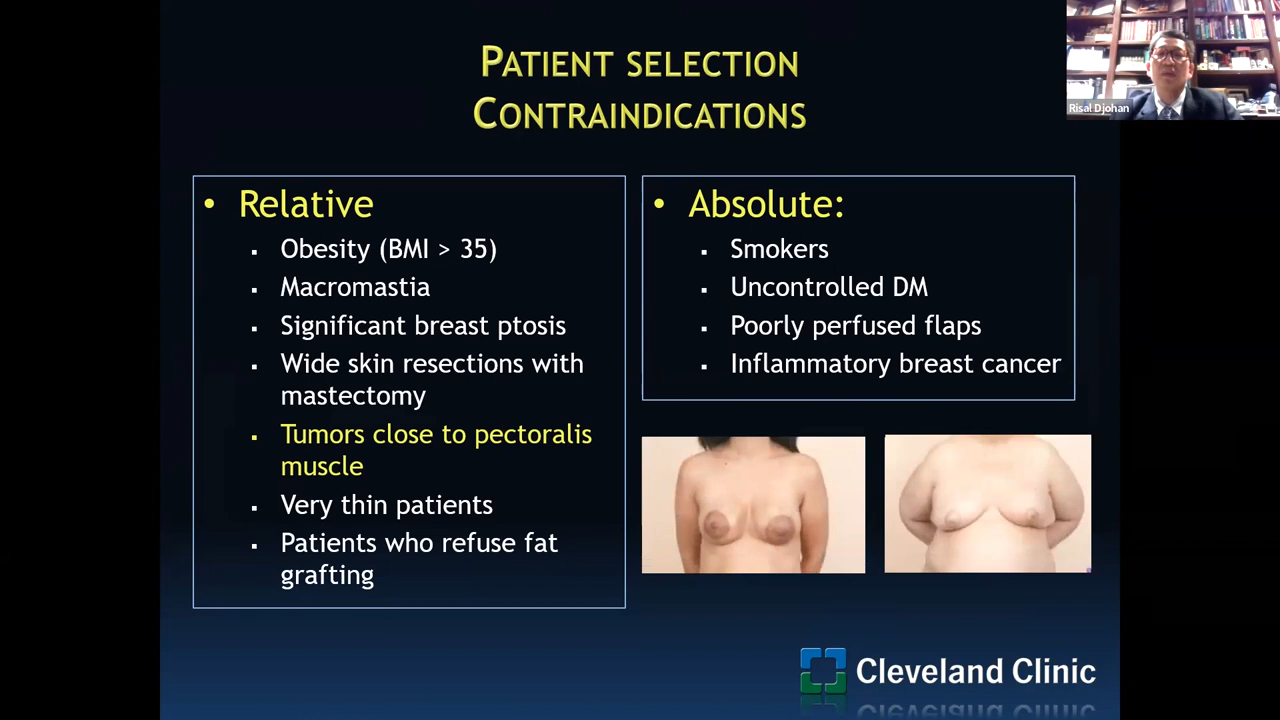 PATIENT SELECTION
CONTRAINDICATIONS
Risal Djohan
• Relative
▪ Obesity (BMI > 35)
▪ Macromastia
▪ Significant breast ptosis
▪ Wide skin resections with
mastectomy
▪ Tumors close to pectoralis
muscle
▪ Very thin patients
▪ Patients who refuse fat
grafting
• Absolute:
▪ Smokers
▪ Uncontrolled DM
▪ Poorly perfused flaps
▪ Inflammatory breast cancer
Cleveland Clinic